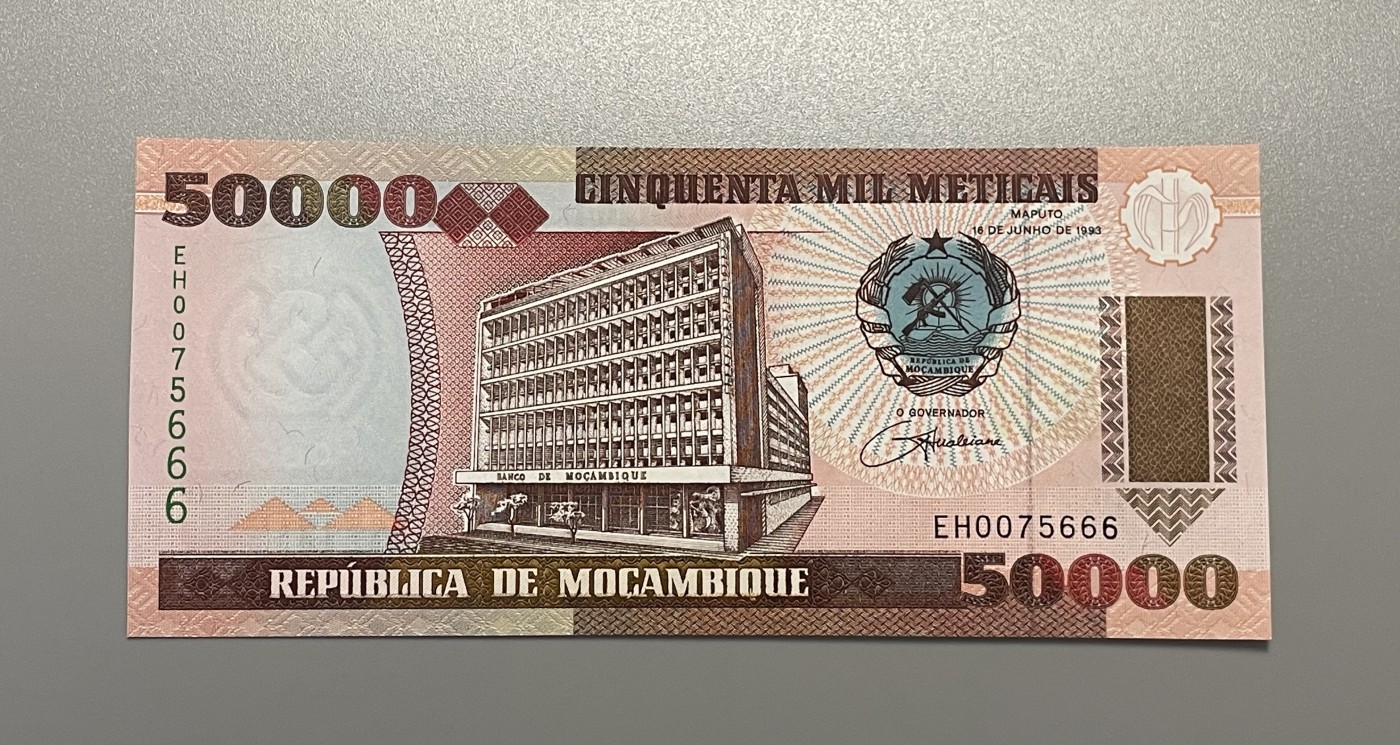 50000
CINQUENTA MIL METICAIS
MAPUTO
16 DE JUNHO DE 1993
EH0075666
REPÚBLICA DE
MOÇAMBIQUE
O GOVERNADOR
BANCO DE MOÇAMBIQUE
EH0075666
REPÚBLICA DE MOÇAMBIQUE
50000